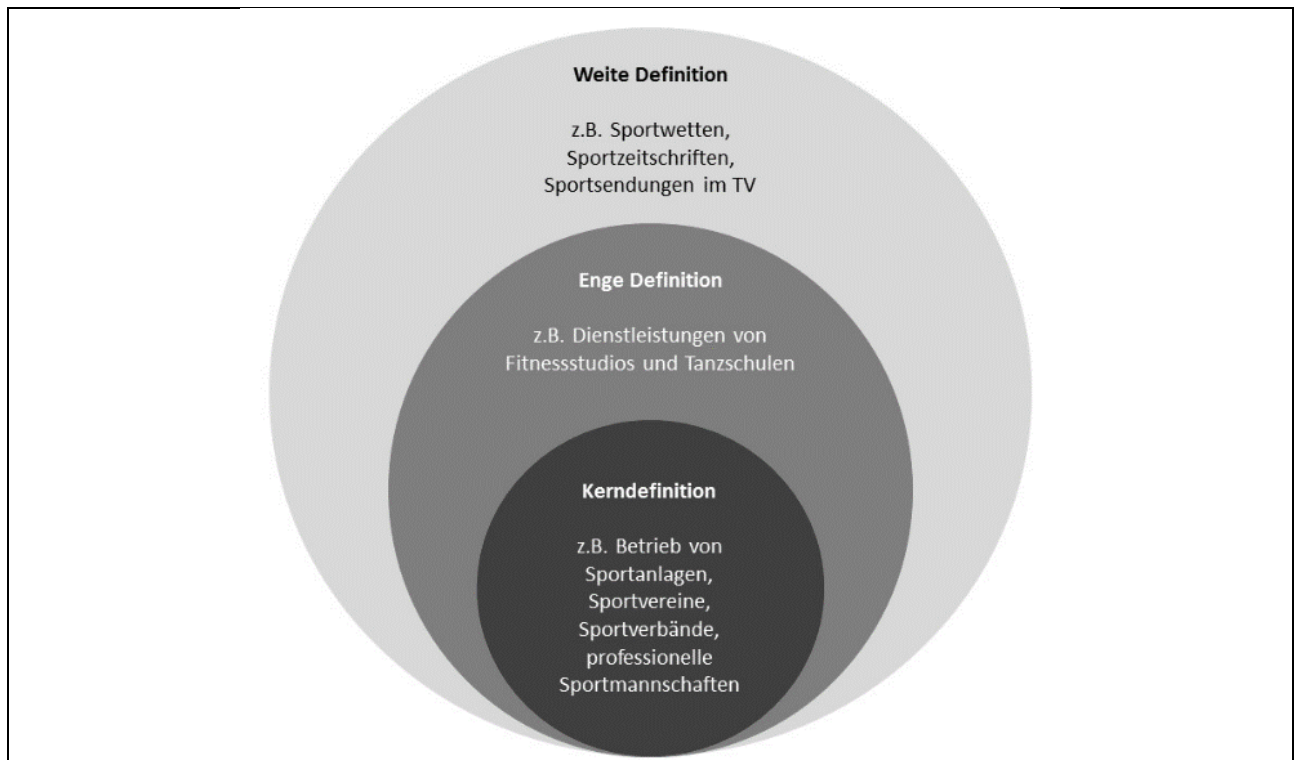 Weite Definition
z.B. Sportwetten,
Sportzeitschriften,
Sportsendungen im TV
Enge Definition
z.B. Dienstleistungen von
Fitnessstudios und Tanzschulen
Kerndefinition
z.B. Betrieb von
Sportanlagen,
Sportvereine,
Sportverbände,
professionelle
Sportmannschaften